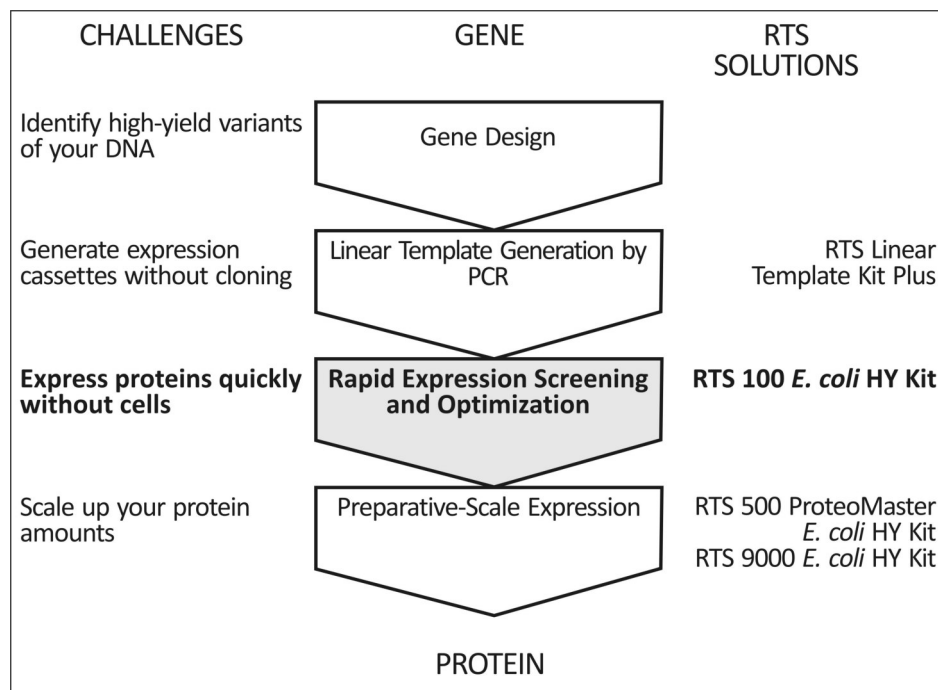 CHALLENGES
GENE
RTS
SOLUTIONS
Identify high-yield variants
of your DNA
Gene Design
Generate expression
cassettes without cloning
Linear Template Generation by
PCR
RTS Linear
Template Kit Plus
Express proteins quickly
without cells
Rapid Expression Screening
and Optimization
RTS 100 E. coli HY Kit
Scale up your protein
amounts
Preparative-Scale Expression
RTS 500 ProteoMaster
E. coli HY Kit
RTS 9000 E. coli HY Kit
PROTEIN